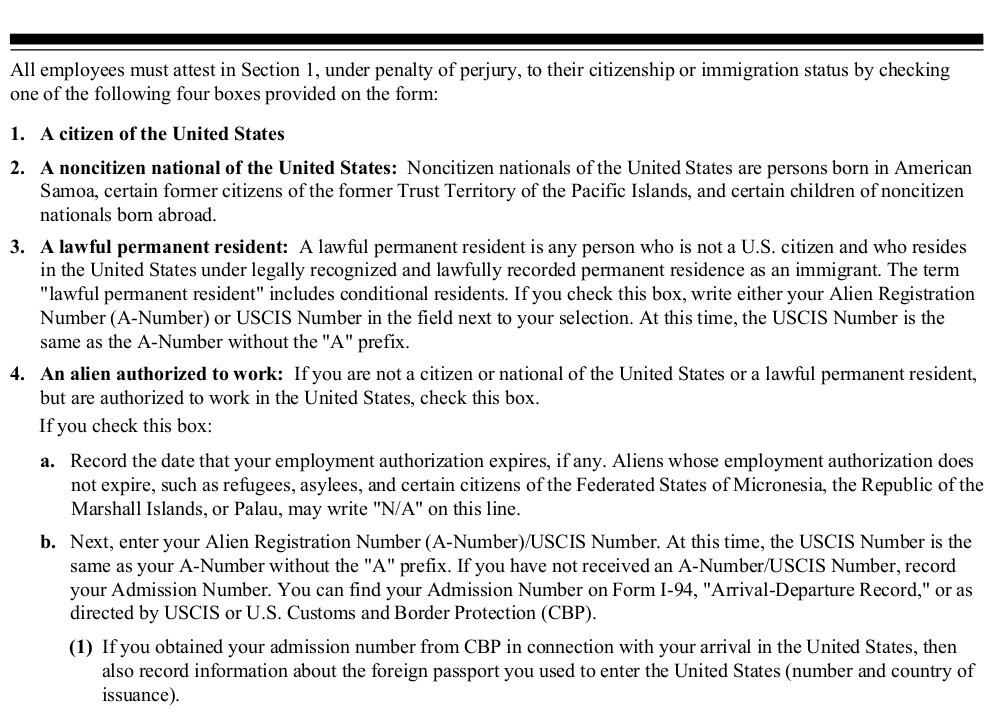 All employees must attest in Section 1, under penalty of perjury, to their citizenship or immigration status by checking
one of the following four boxes provided on the form:
1. A citizen of the United States
2. A noncitizen national of the United States: Noncitizen nationals of the United States are persons born in American
Samoa, certain former citizens of the former Trust Territory of the Pacific Islands, and certain children of noncitizen
nationals born abroad.
3. A lawful permanent resident: A lawful permanent resident is any person who is not a U.S. citizen and who resides
in the United States under legally recognized and lawfully recorded permanent residence as an immigrant. The term
"lawful permanent resident" includes conditional residents. If you check this box, write either your Alien Registration
Number (A-Number) or USCIS Number in the field next to your selection. At this time, the USCIS Number is the
same as the A-Number without the "A" prefix.
4. An alien authorized to work: If you are not a citizen or national of the United States or a lawful permanent resident,
but are authorized to work in the United States, check this box.
If you check this box:
a. Record the date that your employment authorization expires, if any. Aliens whose employment authorization does
not expire, such as refugees, asylees, and certain citizens of the Federated States of Micronesia, the Republic of the
Marshall Islands, or Palau, may write "N/A" on this line.
b. Next, enter your Alien Registration Number (A-Number)/USCIS Number. At this time, the USCIS Number is the
same as your A-Number without the "A" prefix. If you have not received an A-Number/USCIS Number, record
your Admission Number. You can find your Admission Number on Form I-94, "Arrival-Departure Record," or as
directed by USCIS or U.S. Customs and Border Protection (CBP).
(1) If you obtained your admission number from CBP in connection with your arrival in the United States, then
also record information about the foreign passport you used to enter the United States (number and country of
issuance).